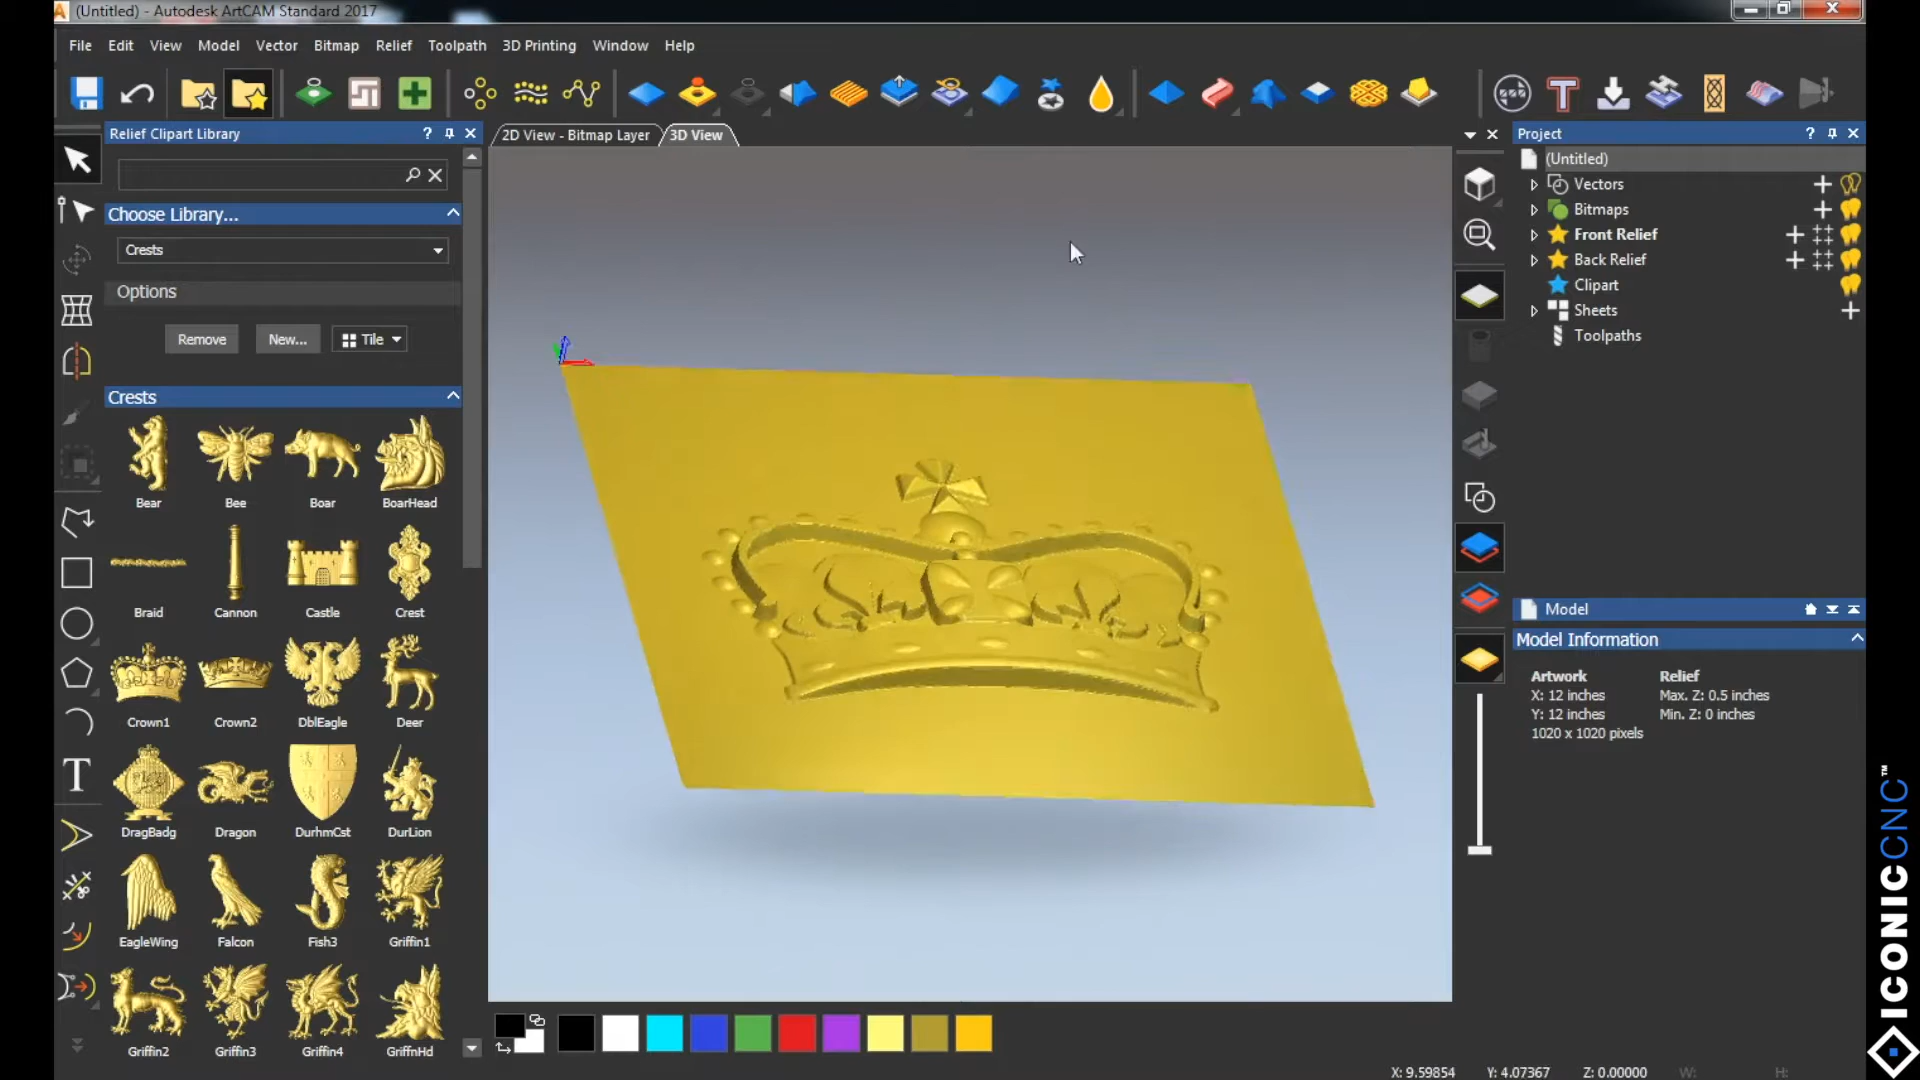 (Untitled) - Autodesk ArtCAM Standard 2017
File Edit View Model Vector Bitmap Relief Toolpath 3D Printing Window Help
Relief Clipart Library
2D View - Bitmap Layer
3D View
Choose Library...
Crests
Options
Remove New... Tile
Crests
Bear Bee Boar BoarHead
Braid Cannon Castle Crest
Crown1 Crown2 DblEagle Deer
DragBadg Dragon DurhmCst DurLion
EagleWing Falcon Fish3 Griffin1
Griffin2 Griffin3 Griffin4 GriffnHd
Project
(Untitled)
Vectors
Bitmaps
Front Relief
Back Relief
Clipart
Sheets
Toolpaths
Model
Model Information
Artwork Relief
X: 12 inches Max. Z: 0.5 inches
Y: 12 inches Min. Z: 0 inches
1020 x 1020 pixels
X: 9.59854 Y: 4.07367 Z: 0.00000 W: H:
ICONICCNC™